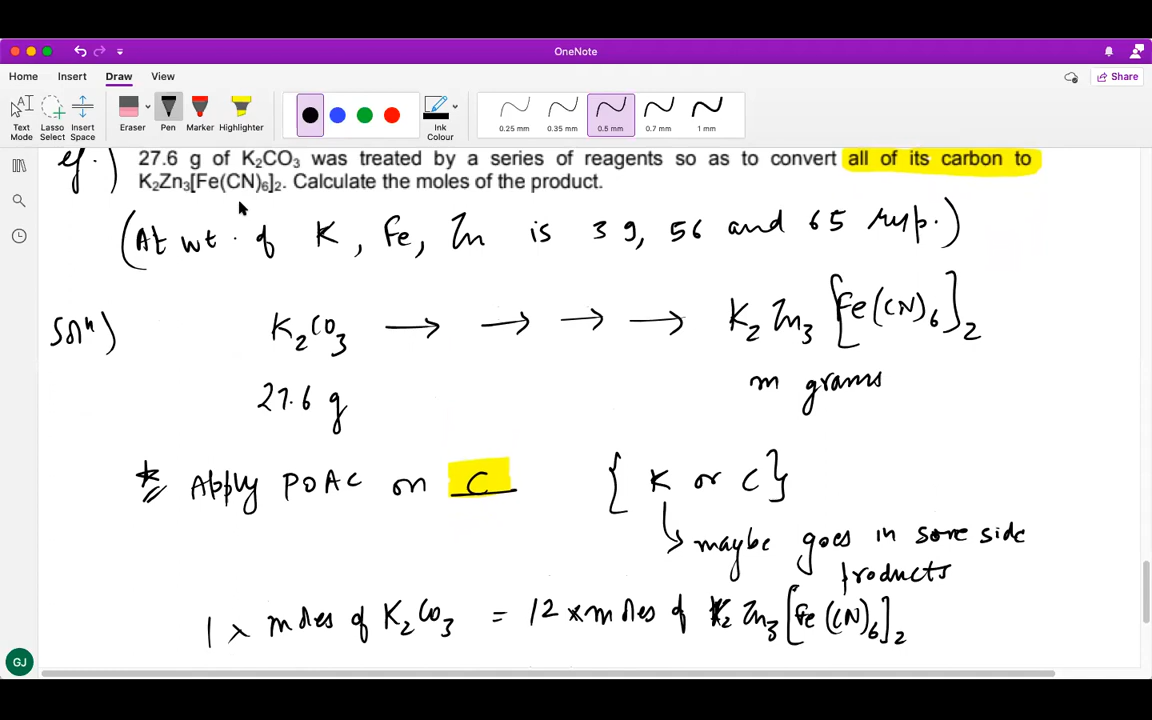 OneNote
Home Insert Draw View
Share
Text Mode
Lasso Select
Insert Space
Eraser
Pen
Marker
Highlighter
Ink Colour
0.25 mm
0.35 mm
0.5 mm
0.7 mm
1 mm
eg.) 27.6 g of K₂CO₃ was treated by a series of reagents so as to convert all of its carbon to
K₂Zn₃[Fe(CN)₆]₂. Calculate the moles of the product.
(At wt. of K, Fe, Zn is 39, 56 and 65 resp.)
Solⁿ) K₂CO₃ → → → → K₂Zn₃[Fe(CN)₆]₂
27.6 g
m grams
* Apply POAC on C { K or C}
↳ maybe goes in some side
products
1 × moles of K₂CO₃ = 12 × moles of K₂Zn₃[Fe(CN)₆]₂
GJ